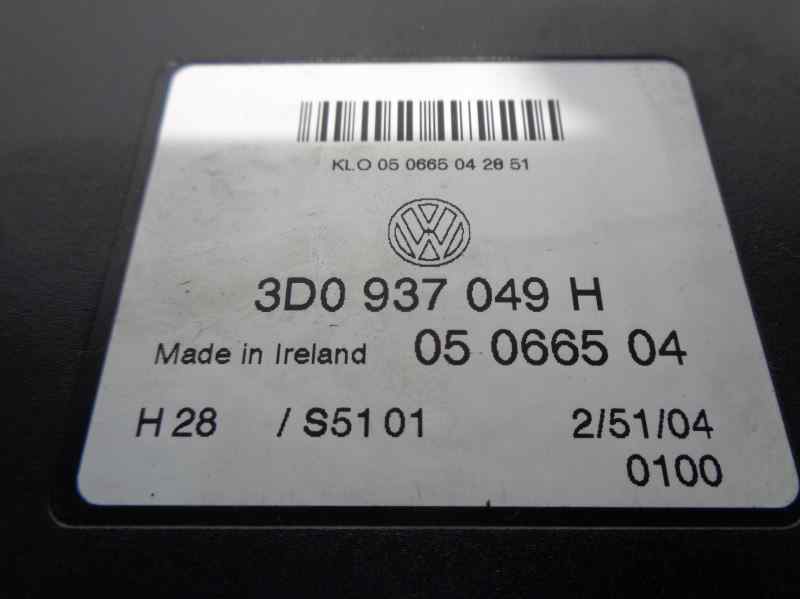 KLO 05 0665 04 28 51
VW
3D0 937 049 H
Made in Ireland 05 0665 04
H 28 / S51 01 2/51/04
0100